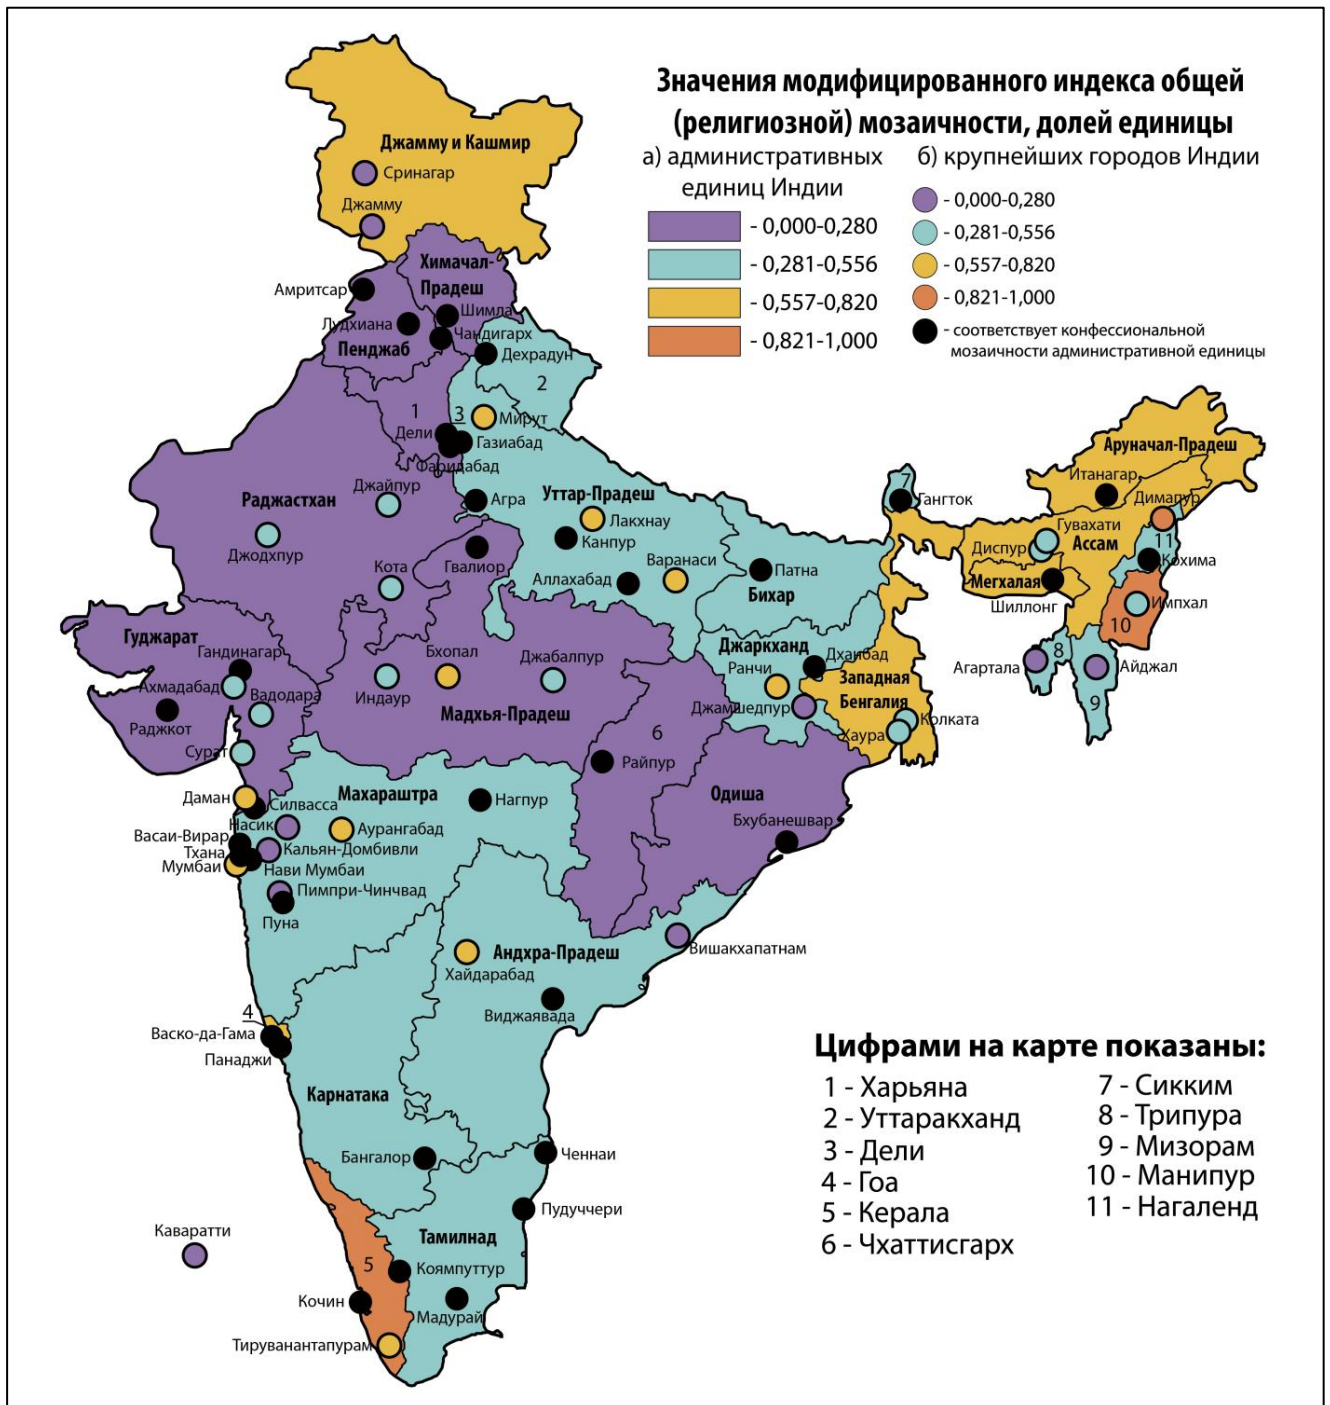 Значения модифицированного индекса общей
(религиозной) мозаичности, долей единицы
а) административных
единиц Индии
- 0,000-0,280
- 0,281-0,556
- 0,557-0,820
- 0,821-1,000
б) крупнейших городов Индии
- 0,000-0,280
- 0,281-0,556
- 0,557-0,820
- 0,821-1,000
- соответствует конфессиональной
мозаичности административной единицы
Джамму и Кашмир
Сринагар
Джамму
Химачал-
Прадеш
Амритсар
Шимла
Лудхиана
Чандигарх
Пенджаб
Дехрадун
2
1
3
Мирут
Дели
Газиабад
Фаридабад
Джайпур
Раджастхан
Агра
Уттар-Прадеш
Лакхнау
Джодхпур
Канпур
Гвалиор
Кота
Варанаси
Аллахабад
Патна
Бихар
7
Гангток
Аруначал-Прадеш
Итанагар
Димапур
Гувахати
Диспур
Ассам
11
Кохима
Мегхалая
Шиллонг
Импхал
10
8
Агартала
Айджал
9
Гуджарат
Гандинагар
Ахмадабад
Вадодара
Раджкот
Сурат
Бхопал
Джабалпур
Индаур
Мадхья-Прадеш
Джаркханд
Ранчи
Дханбад
Джамшедпур
Западная
Бенгалия
Колката
Хаура
6
Райпур
Одиша
Бхубанешвар
Даман
Силвасса
Махараштра
Нагпур
Насик
Аурангабад
Васаи-Вирар
Тхана
Кальян-Домбивли
Мумбаи
Нави Мумбаи
Пимпри-Чинчвад
Пуна
Андхра-Прадеш
Вишакхапатнам
Хайдарабад
Виджаявада
4
Васко-да-Гама
Панаджи
Карнатака
Бангалор
Ченнаи
Пудуччери
Каваратти
Тамилнад
5
Коямпуттур
Кочин
Мадурай
Тируванантапурам
Цифрами на карте показаны:
1 - Харьяна
2 - Уттаракханд
3 - Дели
4 - Гоа
5 - Керала
6 - Чхаттисгарх
7 - Сикким
8 - Трипура
9 - Мизорам
10 - Манипур
11 - Нагаленд